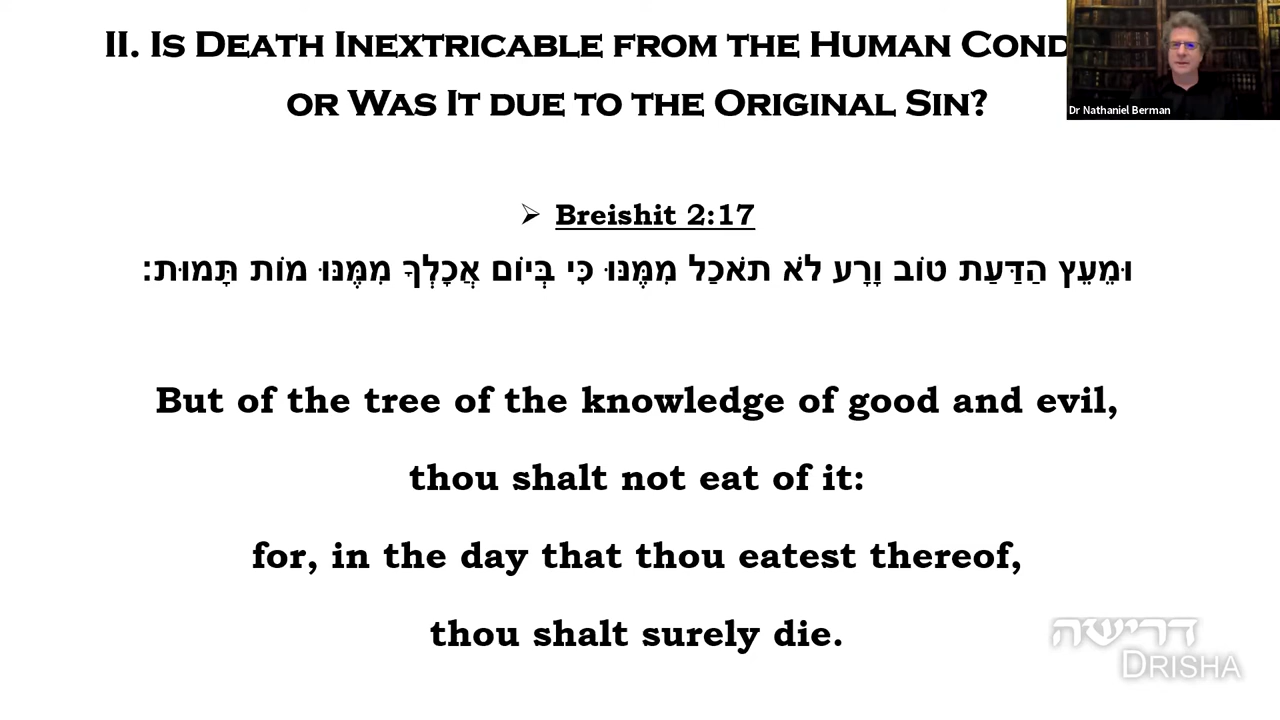 II. Is Death Inextricable from the Human
or Was It due to the Original Sin?
Dr Nathaniel Berman
➢ Breishit 2:17
וּמֵעֵץ הַדַּעַת טוֹב וָרָע לֹא תֹאכַל מִמֶּנּוּ כִּי בְּיוֹם אֲכָלְךָ מִמֶּנּוּ מוֹת תָּמוּת:
But of the tree of the knowledge of good and evil,
thou shalt not eat of it:
for, in the day that thou eatest thereof,
thou shalt surely die.
דרישה
Drisha